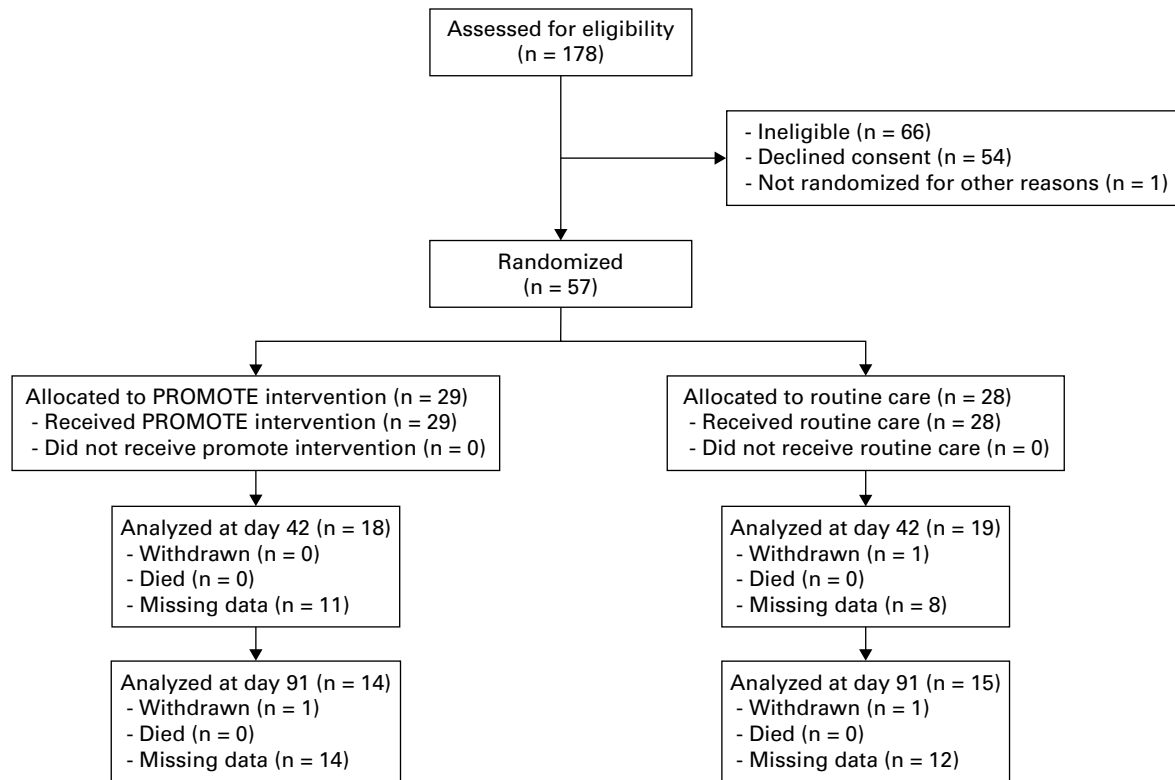 Assessed for eligibility
(n = 178)
- Ineligible (n = 66)
- Declined consent (n = 54)
- Not randomized for other reasons (n = 1)
Randomized
(n = 57)
Allocated to PROMOTE intervention (n = 29)
- Received PROMOTE intervention (n = 29)
- Did not receive promote intervention (n = 0)
Allocated to routine care (n = 28)
- Received routine care (n = 28)
- Did not receive routine care (n = 0)
Analyzed at day 42 (n = 18)
- Withdrawn (n = 0)
- Died (n = 0)
- Missing data (n = 11)
Analyzed at day 42 (n = 19)
- Withdrawn (n = 1)
- Died (n = 0)
- Missing data (n = 8)
Analyzed at day 91 (n = 14)
- Withdrawn (n = 1)
- Died (n = 0)
- Missing data (n = 14)
Analyzed at day 91 (n = 15)
- Withdrawn (n = 1)
- Died (n = 0)
- Missing data (n = 12)